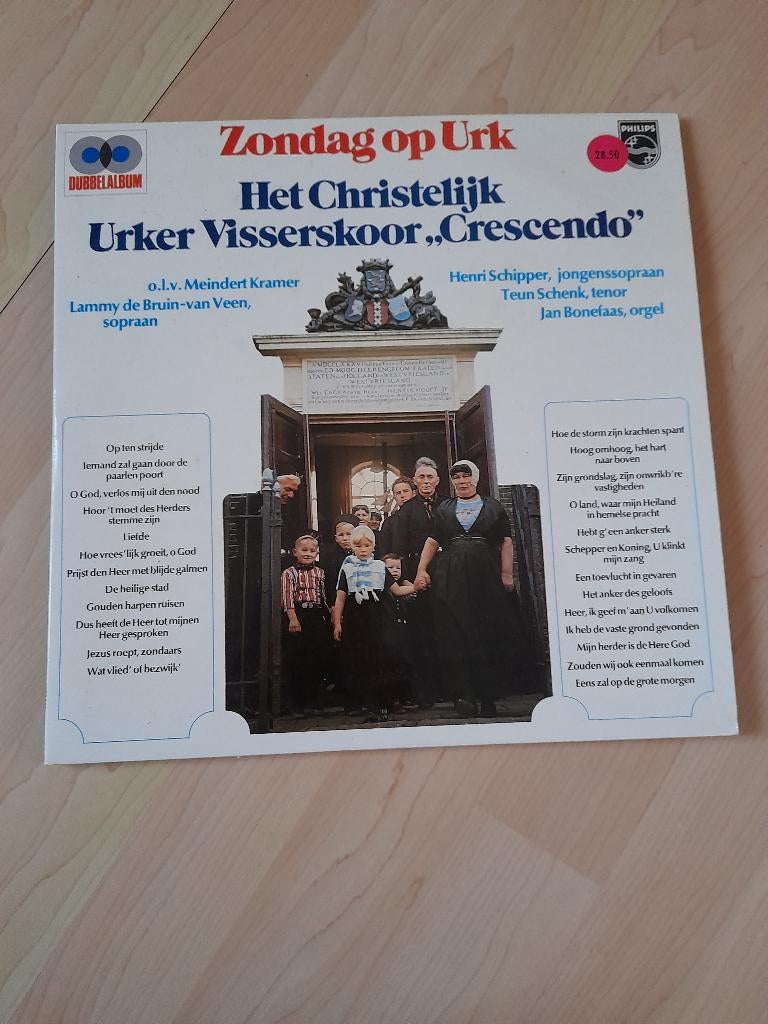 DUBBELALBUM
Zondag op Urk
PHILIPS
28.50
Het Christelijk
Urker Visserskoor „Crescendo”
o.l.v. Meindert Kramer
Lammy de Bruin-van Veen,
sopraan
Henri Schipper, jongenssopraan
Teun Schenk, tenor
Jan Bonefaas, orgel
STATEN VAN HOLLAND EN WESTVRIESLAND
WESTVRIESLAND
Op ten strijde
Iemand zal gaan door de
paarlen poort
O God, verlos mij uit den nood
Hoor 't moet des Herders
stemme zijn
Liefde
Hoe vrees'lijk groeit, o God
Prijst den Heer met blijde galmen
De heilige stad
Gouden harpen ruisen
Dus heeft de Heer tot mijnen
Heer gesproken
Jezus roept, zondaars
Wat vlied' of bezwijk'
Hoe de storm zijn krachten spant
Hoog omhoog, het hart
naar boven
Zijn grondslag, zijn onwrikb're
vastigheden
O land, waar mijn Heiland
in hemelse pracht
Hebt g'een anker sterk
Schepper en Koning, U klinkt
mijn zang
Een toevlucht in gevaren
Het anker des geloofs
Heer, ik geef m'aan U volkomen
Ik heb de vaste grond gevonden
Mijn herder is de Here God
Zouden wij ook eenmaal komen
Eens zal op de grote morgen